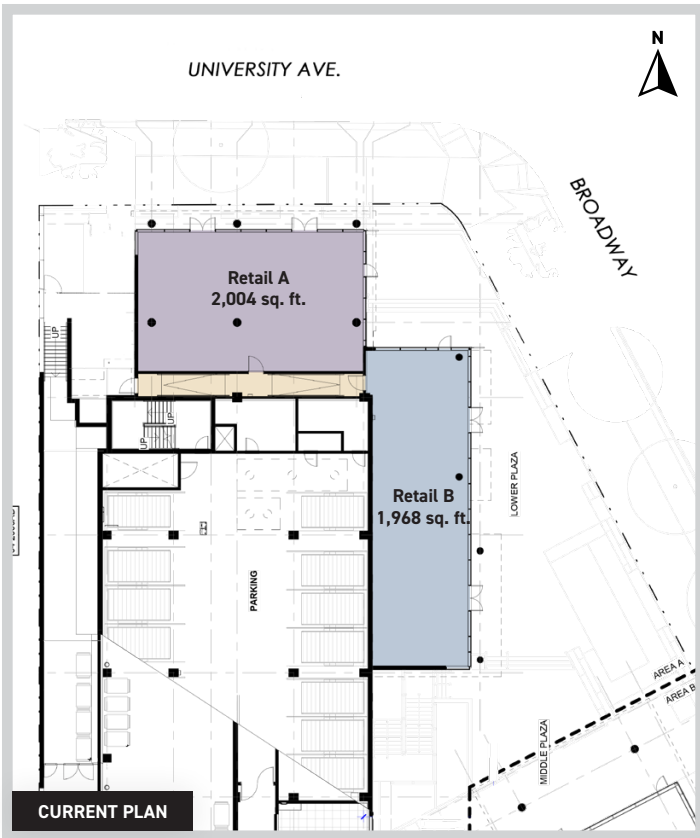 UNIVERSITY AVE.
N
BROADWAY
Retail A
2,004 sq. ft.
UP
UP
UP
Retail B
1,968 sq. ft.
LOWER PLAZA
PARKING
AREA A
AREA B
MIDDLE PLAZA
CURRENT PLAN